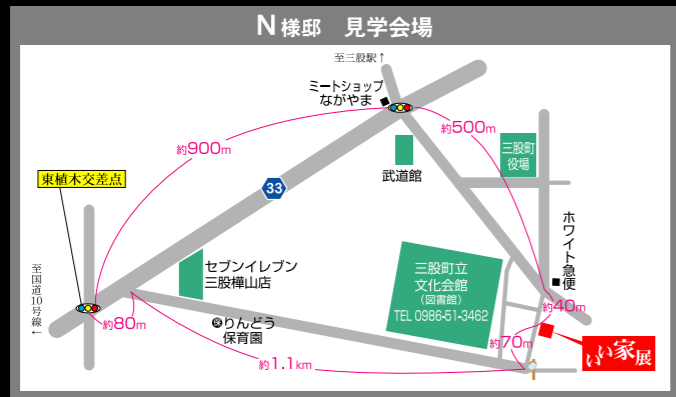 N様邸　見学会場
至三股駅↑
ミートショップ
ながやま
約500m
約900m
三股町
役場
武道館
東植木交差点
33
ホワイト急便
至国道10号線←
セブンイレブン
三股樺山店
三股町立
文化会館
(図書館)
TEL 0986-51-3462
約40m
約80m
保りんどう
保育園
約70m
いい家展
約1.1km